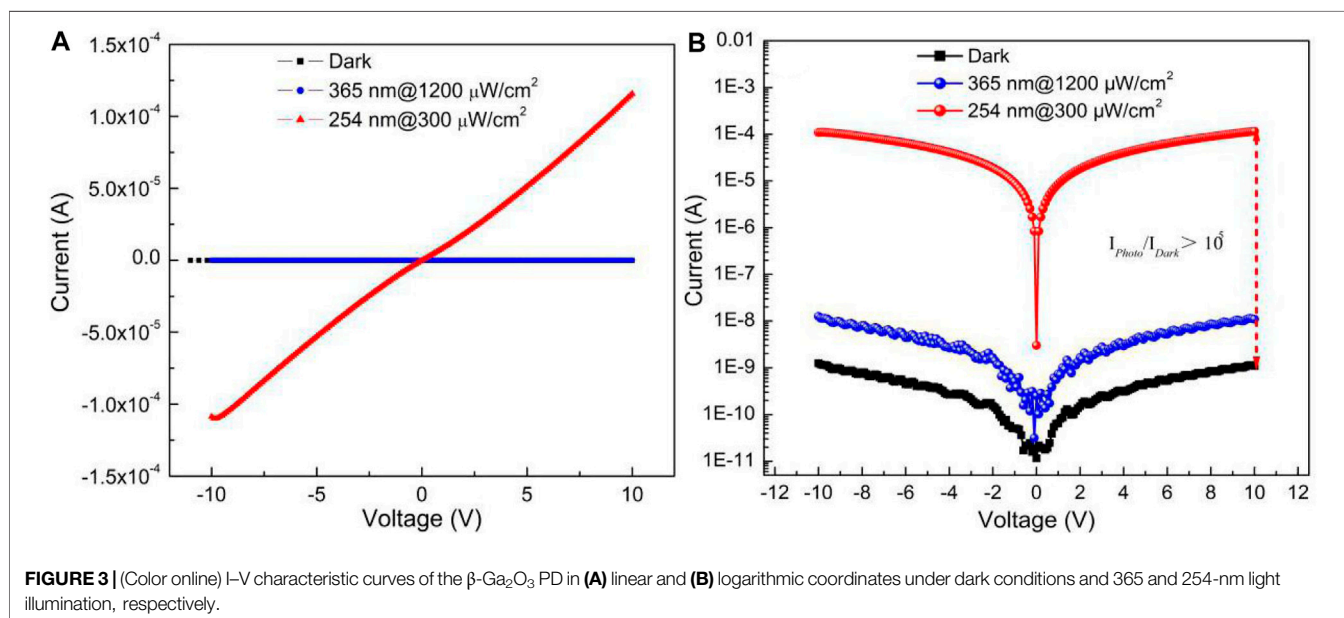 A
1.5x10⁻⁴
1.0x10⁻⁴
5.0x10⁻⁵
0.0
-5.0x10⁻⁵
-1.0x10⁻⁴
-1.5x10⁻⁴
Current (A)
Dark
365 nm@1200 μW/cm²
254 nm@300 μW/cm²
-10 -5 0 5 10
Voltage (V)
B
0.01
1E-3
1E-4
1E-5
1E-6
1E-7
1E-8
1E-9
1E-10
1E-11
Current (A)
Dark
365 nm@1200 μW/cm²
254 nm@300 μW/cm²
I_Photo/I_Dark > 10⁵
-12 -10 -8 -6 -4 -2 0 2 4 6 8 10 12
Voltage (V)
FIGURE 3 | (Color online) I–V characteristic curves of the β-Ga₂O₃ PD in (A) linear and (B) logarithmic coordinates under dark conditions and 365 and 254-nm light
illumination, respectively.